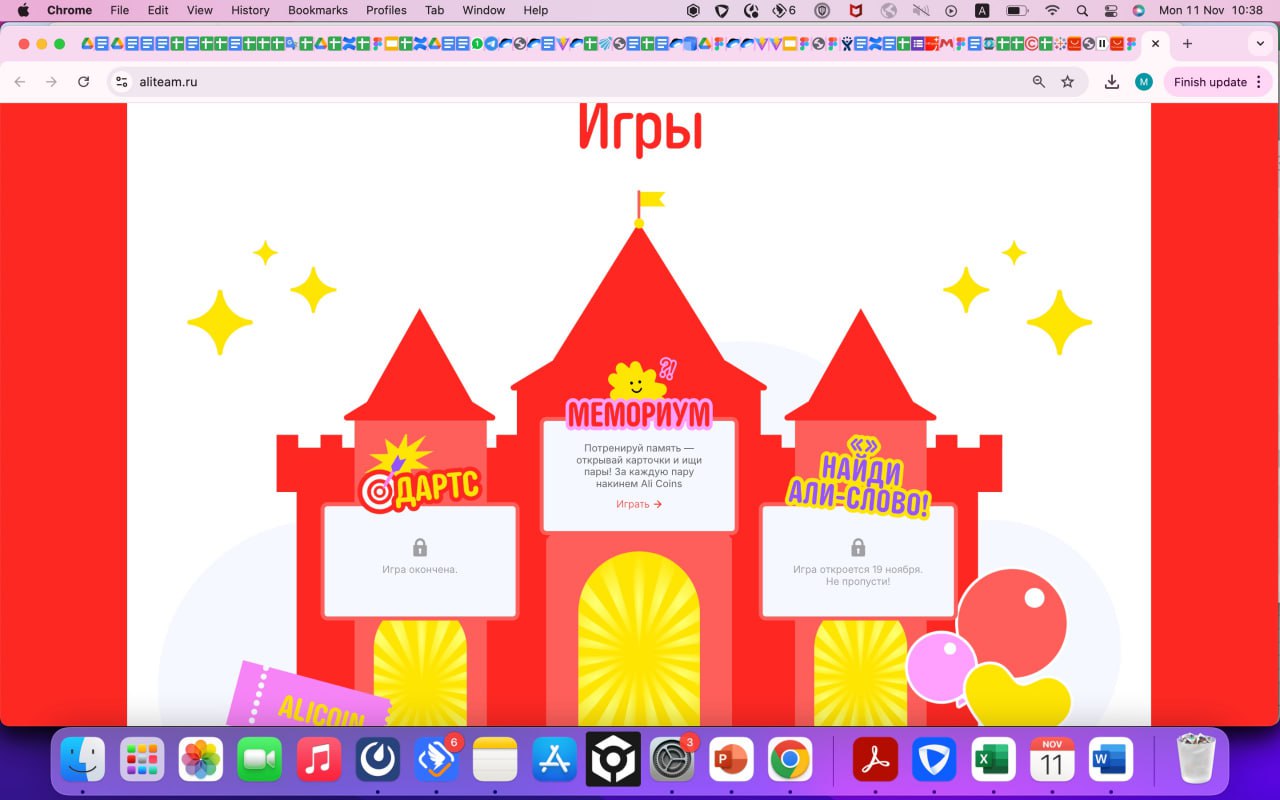 Chrome File Edit View History Bookmarks Profiles Tab Window Help 6 A Mon 11 Nov 10:38
aliteam.ru M Finish update
Игры
?!
МЕМОРИУМ
Потренируй память —
открывай карточки и ищи
пары! За каждую пару
накинем Ali Coins
Играть →
ДАРТС
Игра окончена.
«»
НАЙДИ
АЛИ-СЛОВО!
Игра откроется 19 ноября.
Не пропусти!
ALICOIN
6
3
P
NOV
11
X
W